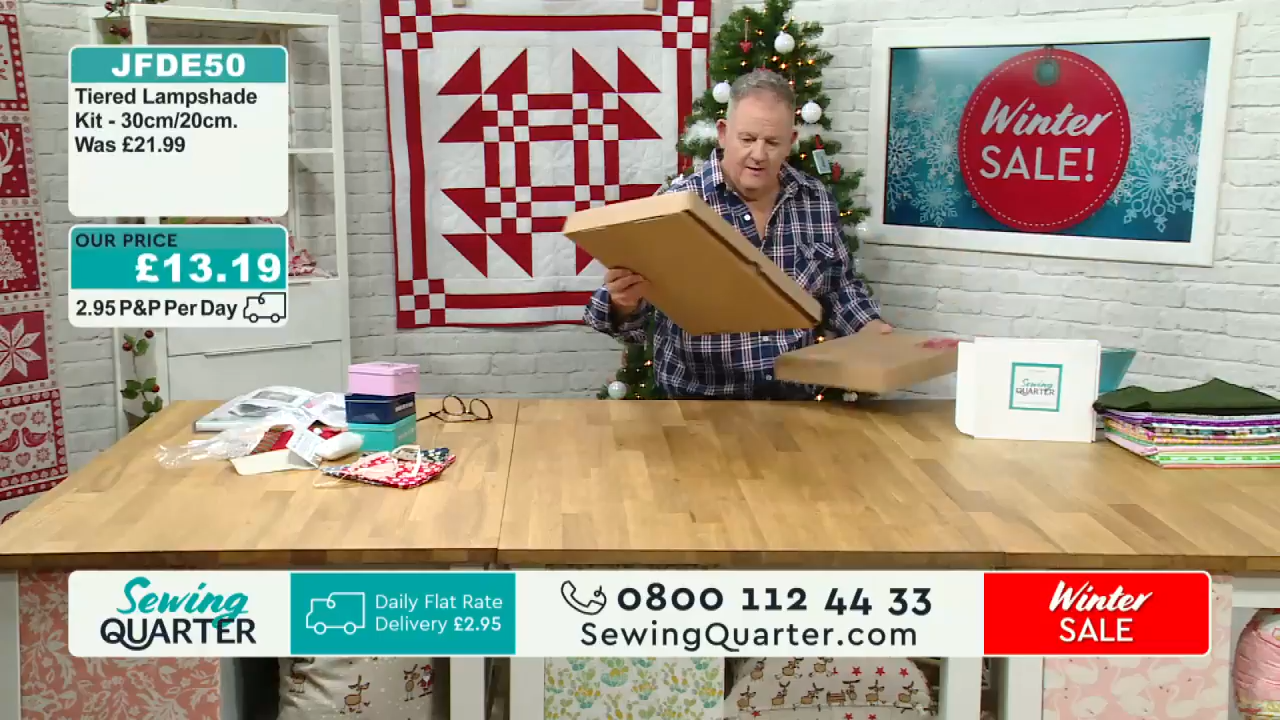 JFDE50
Tiered Lampshade
Kit - 30cm/20cm.
Was £21.99
OUR PRICE
£13.19
2.95 P&P Per Day
Winter
SALE!
Sewing
QUARTER
Sewing
QUARTER
Daily Flat Rate
Delivery £2.95
0800 112 44 33
SewingQuarter.com
Winter
SALE